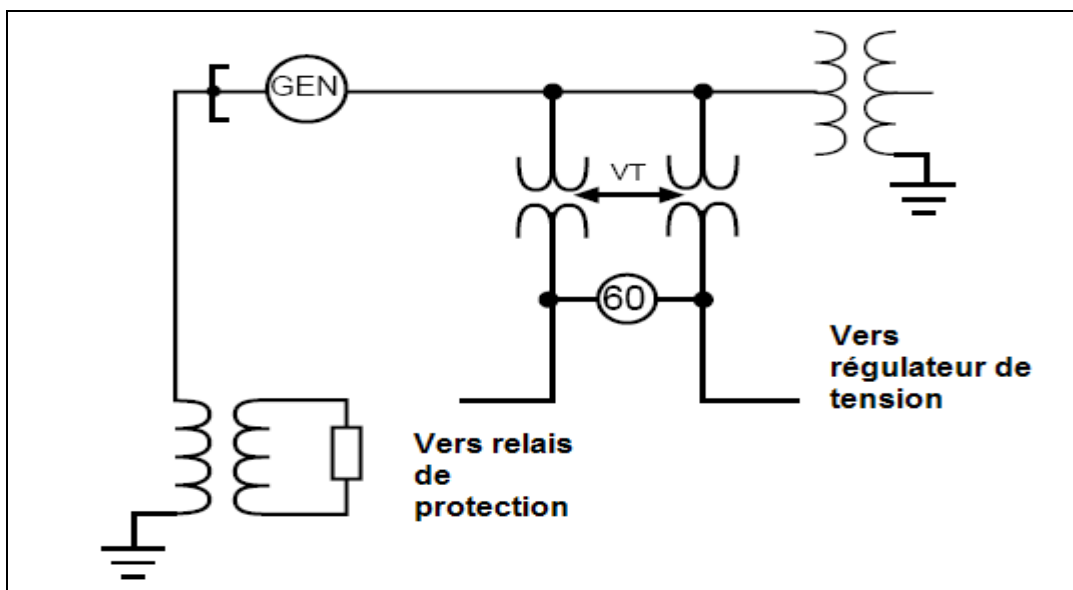 GEN
VT
60
Vers
régulateur de
tension
Vers relais
de
protection